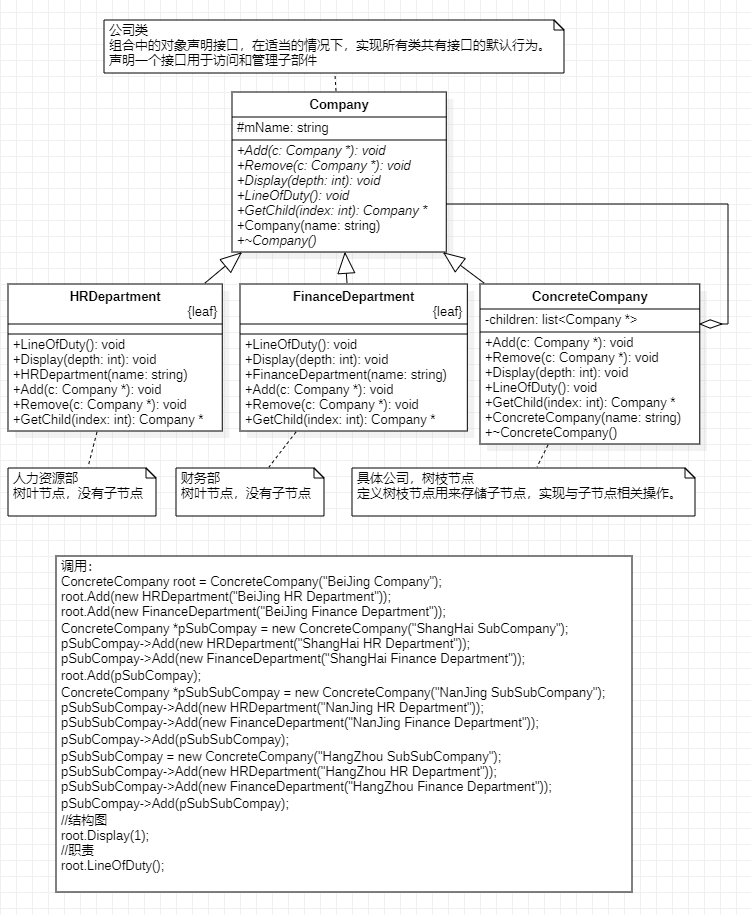 公司类
组合中的对象声明接口，在适当的情况下，实现所有类共有接口的默认行为。
声明一个接口用于访问和管理子部件
Company
#mName: string
+Add(c: Company *): void
+Remove(c: Company *): void
+Display(depth: int): void
+LineOfDuty(): void
+GetChild(index: int): Company *
+Company(name: string)
+~Company()
HRDepartment
{leaf}
+LineOfDuty(): void
+Display(depth: int): void
+HRDepartment(name: string)
+Add(c: Company *): void
+Remove(c: Company *): void
+GetChild(index: int): Company *
FinanceDepartment
{leaf}
+LineOfDuty(): void
+Display(depth: int): void
+FinanceDepartment(name: string)
+Add(c: Company *): void
+Remove(c: Company *): void
+GetChild(index: int): Company *
ConcreteCompany
-children: list<Company *>
+Add(c: Company *): void
+Remove(c: Company *): void
+Display(depth: int): void
+LineOfDuty(): void
+GetChild(index: int): Company *
+ConcreteCompany(name: string)
+~ConcreteCompany()
人力资源部
树叶节点，没有子节点
财务部
树叶节点，没有子节点
具体公司，树枝节点
定义树枝节点用来存储子节点，实现与子节点相关操作。
调用：
ConcreteCompany root = ConcreteCompany("BeiJing Company");
root.Add(new HRDepartment("BeiJing HR Department"));
root.Add(new FinanceDepartment("BeiJing Finance Department"));
ConcreteCompany *pSubCompay = new ConcreteCompany("ShangHai SubCompany");
pSubCompay->Add(new HRDepartment("ShangHai HR Department"));
pSubCompay->Add(new FinanceDepartment("ShangHai Finance Department"));
root.Add(pSubCompay);
ConcreteCompany *pSubSubCompay = new ConcreteCompany("NanJing SubSubCompany");
pSubSubCompay->Add(new HRDepartment("NanJing HR Department"));
pSubSubCompay->Add(new FinanceDepartment("NanJing Finance Department"));
pSubCompay->Add(pSubSubCompay);
pSubSubCompay = new ConcreteCompany("HangZhou SubSubCompany");
pSubSubCompay->Add(new HRDepartment("HangZhou HR Department"));
pSubSubCompay->Add(new FinanceDepartment("HangZhou Finance Department"));
pSubCompay->Add(pSubSubCompay);
//结构图
root.Display(1);
//职责
root.LineOfDuty();